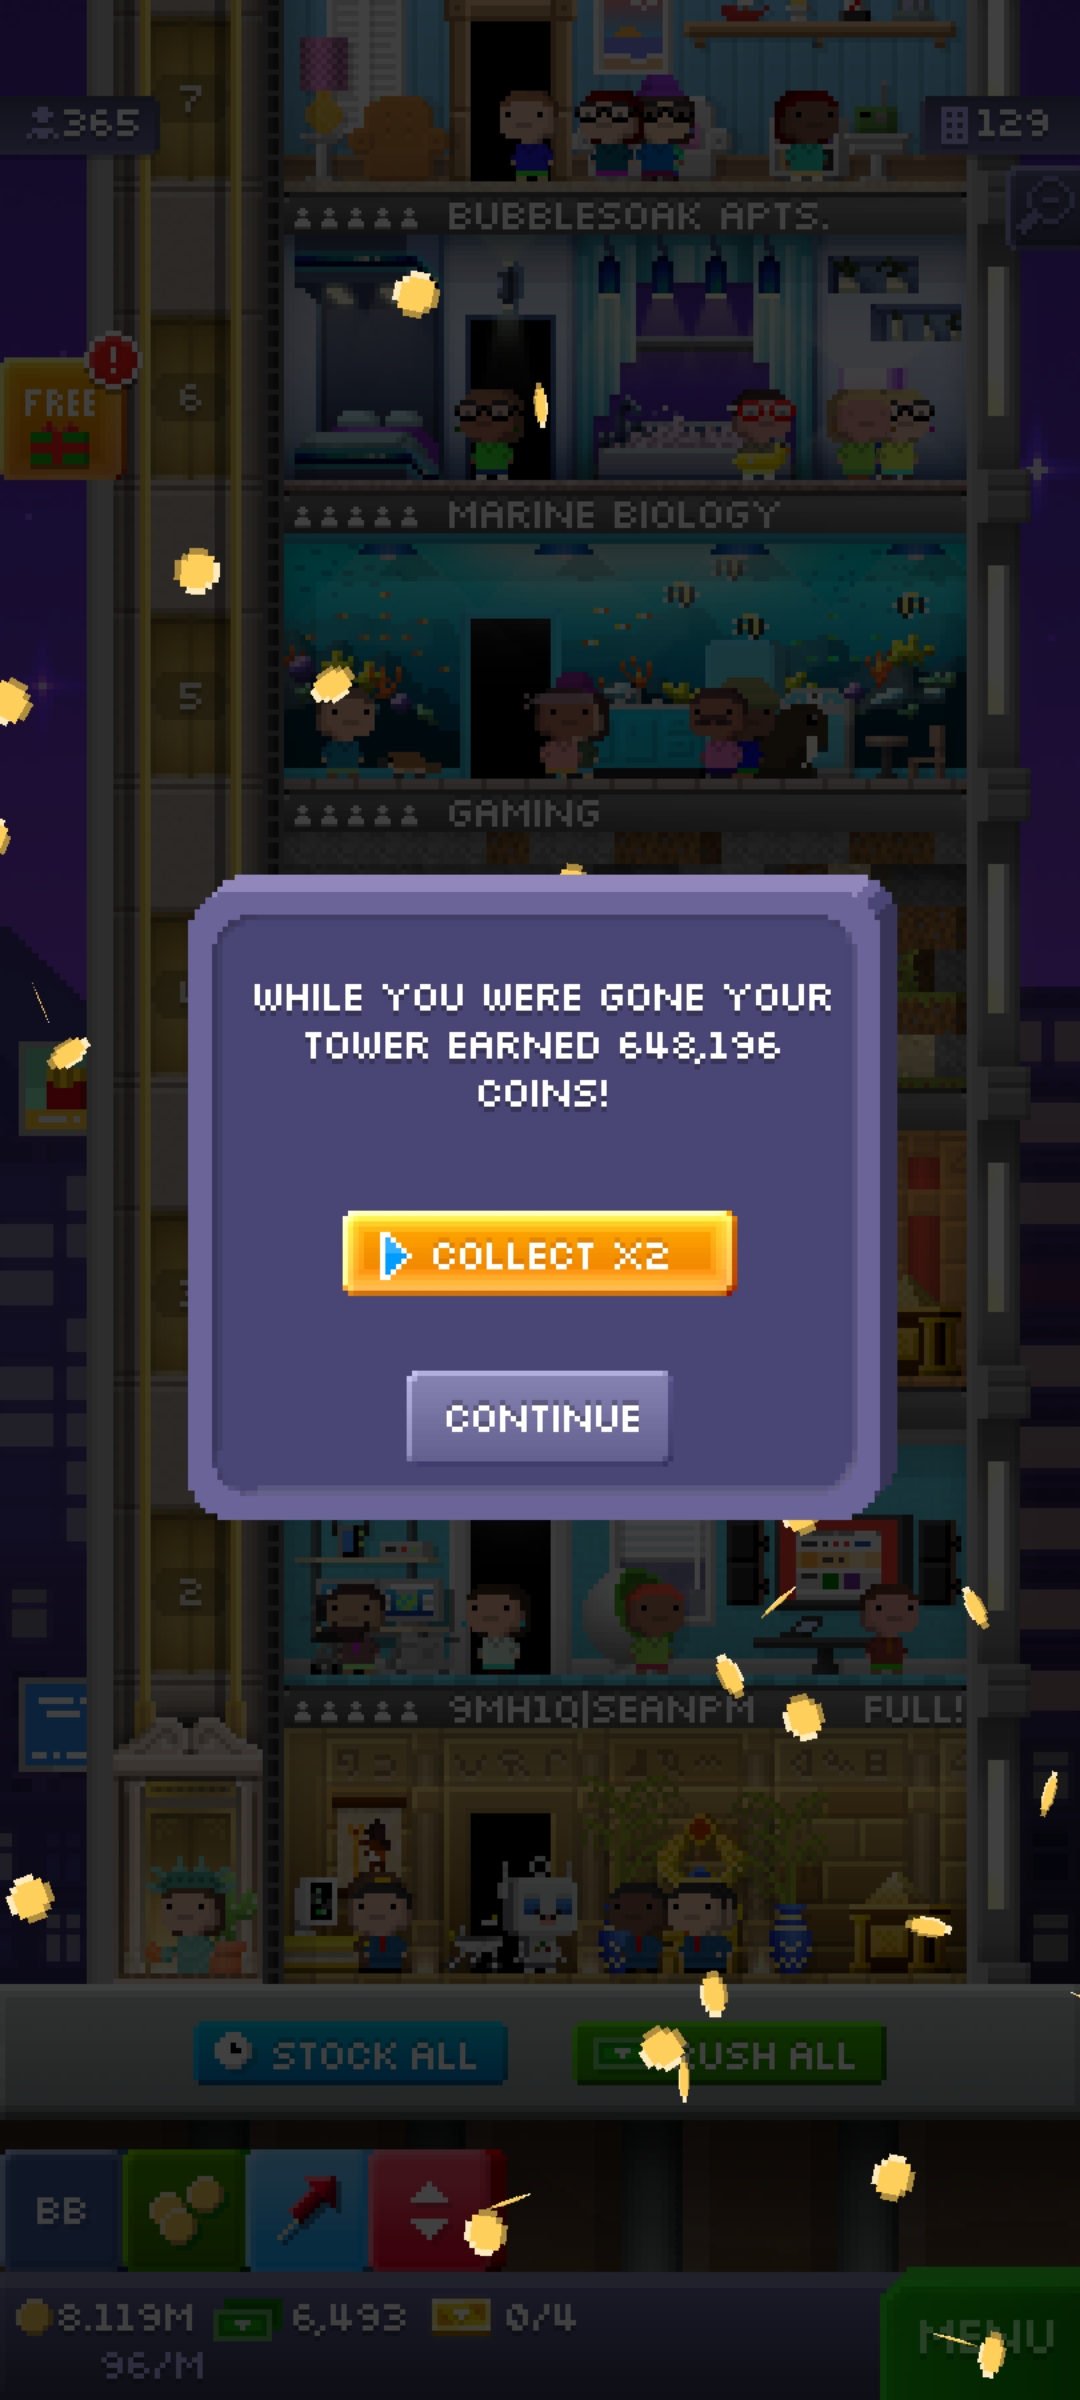 7
365
129
BUBBLESOAK APTS.
FREE
!
6
MARINE BIOLOGY
5
GAMING
WHILE YOU WERE GONE YOUR
TOWER EARNED 648,196
COINS!
COLLECT X2
CONTINUE
2
9MH1Q|SEANPM FULL!
STOCK ALL
ALL
BB
8.119M 6,493 0/4
96/M
MENU